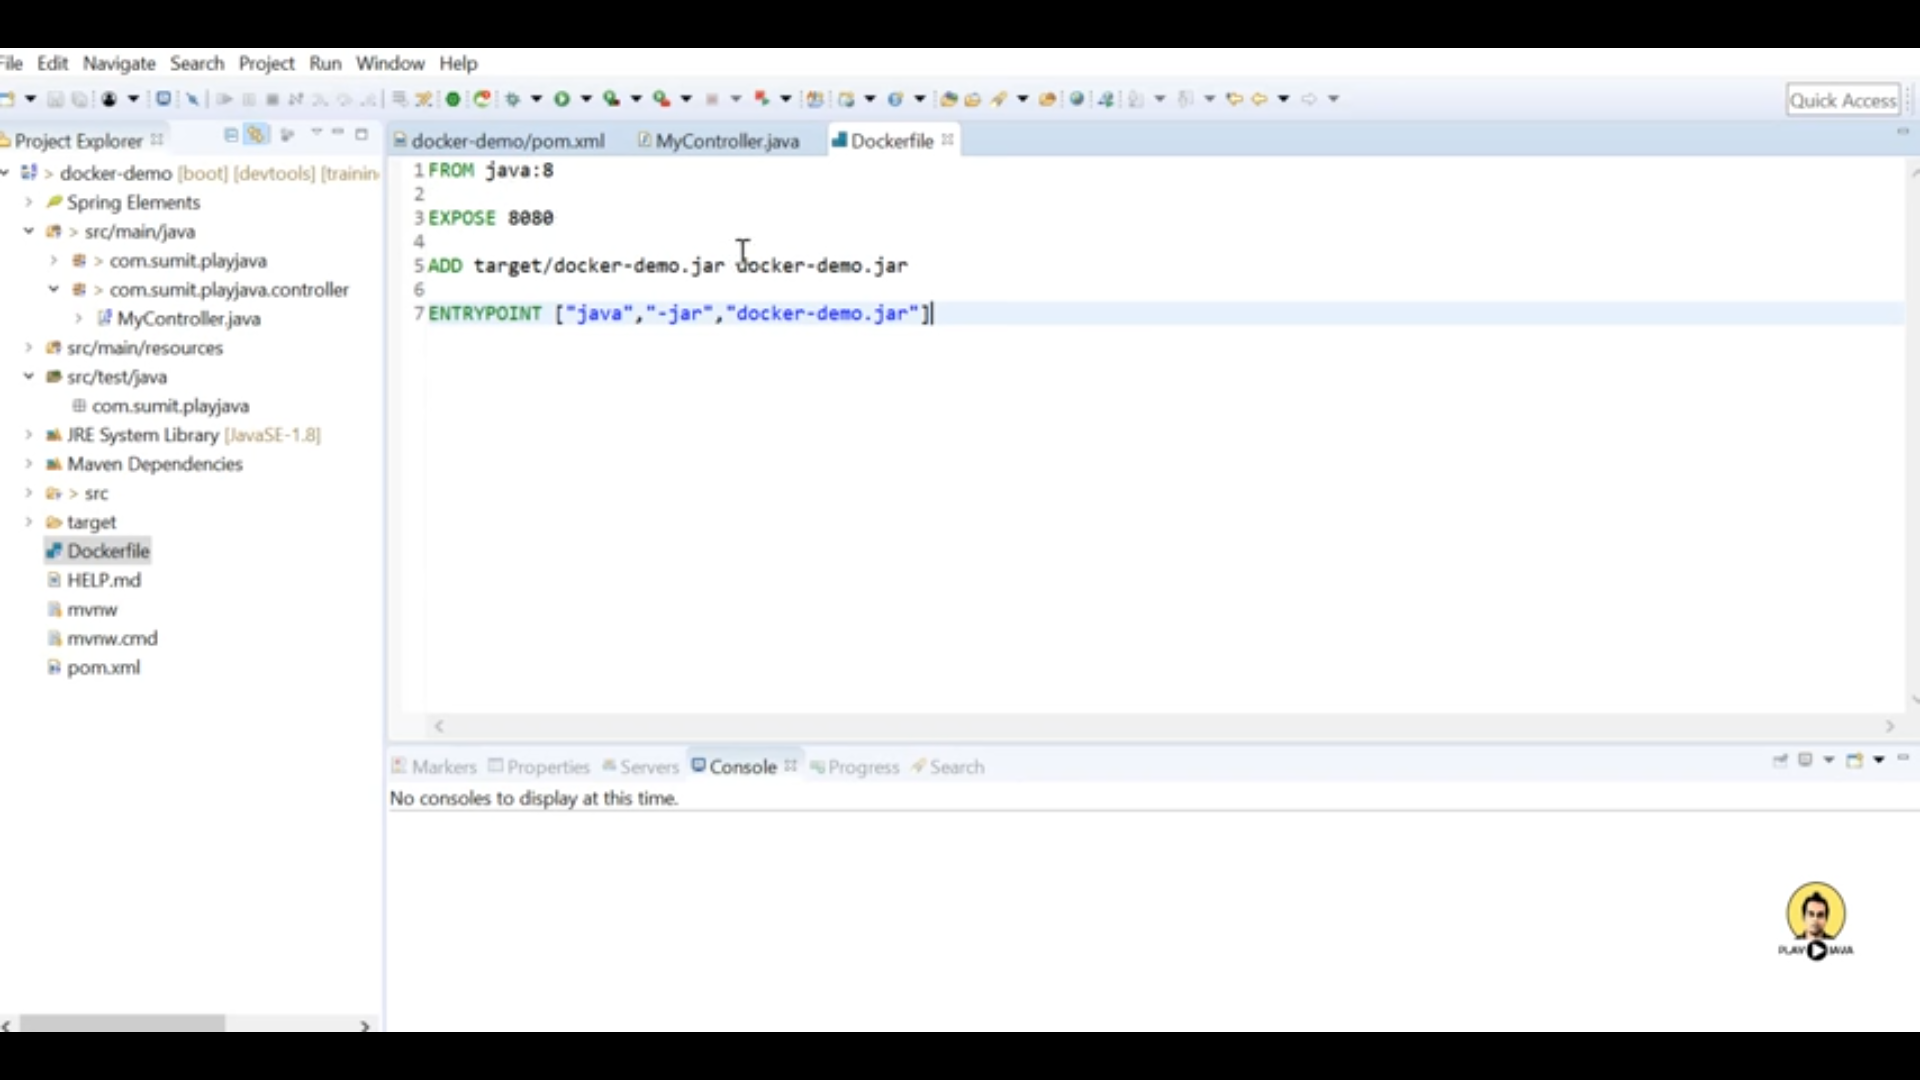 File Edit Navigate Search Project Run Window Help
Quick Access
Project Explorer
docker-demo/pom.xml MyController.java Dockerfile
> docker-demo [boot] [devtools] [trainin
Spring Elements
> src/main/java
> com.sumit.playjava
> com.sumit.playjava.controller
MyController.java
src/main/resources
src/test/java
com.sumit.playjava
JRE System Library [JavaSE-1.8]
Maven Dependencies
> src
target
Dockerfile
HELP.md
mvnw
mvnw.cmd
pom.xml
1 FROM java:8
2
3 EXPOSE 8080
4
5 ADD target/docker-demo.jar docker-demo.jar
6
7 ENTRYPOINT ["java","-jar","docker-demo.jar"]
Markers Properties Servers Console Progress Search
No consoles to display at this time.
PLAY JAVA